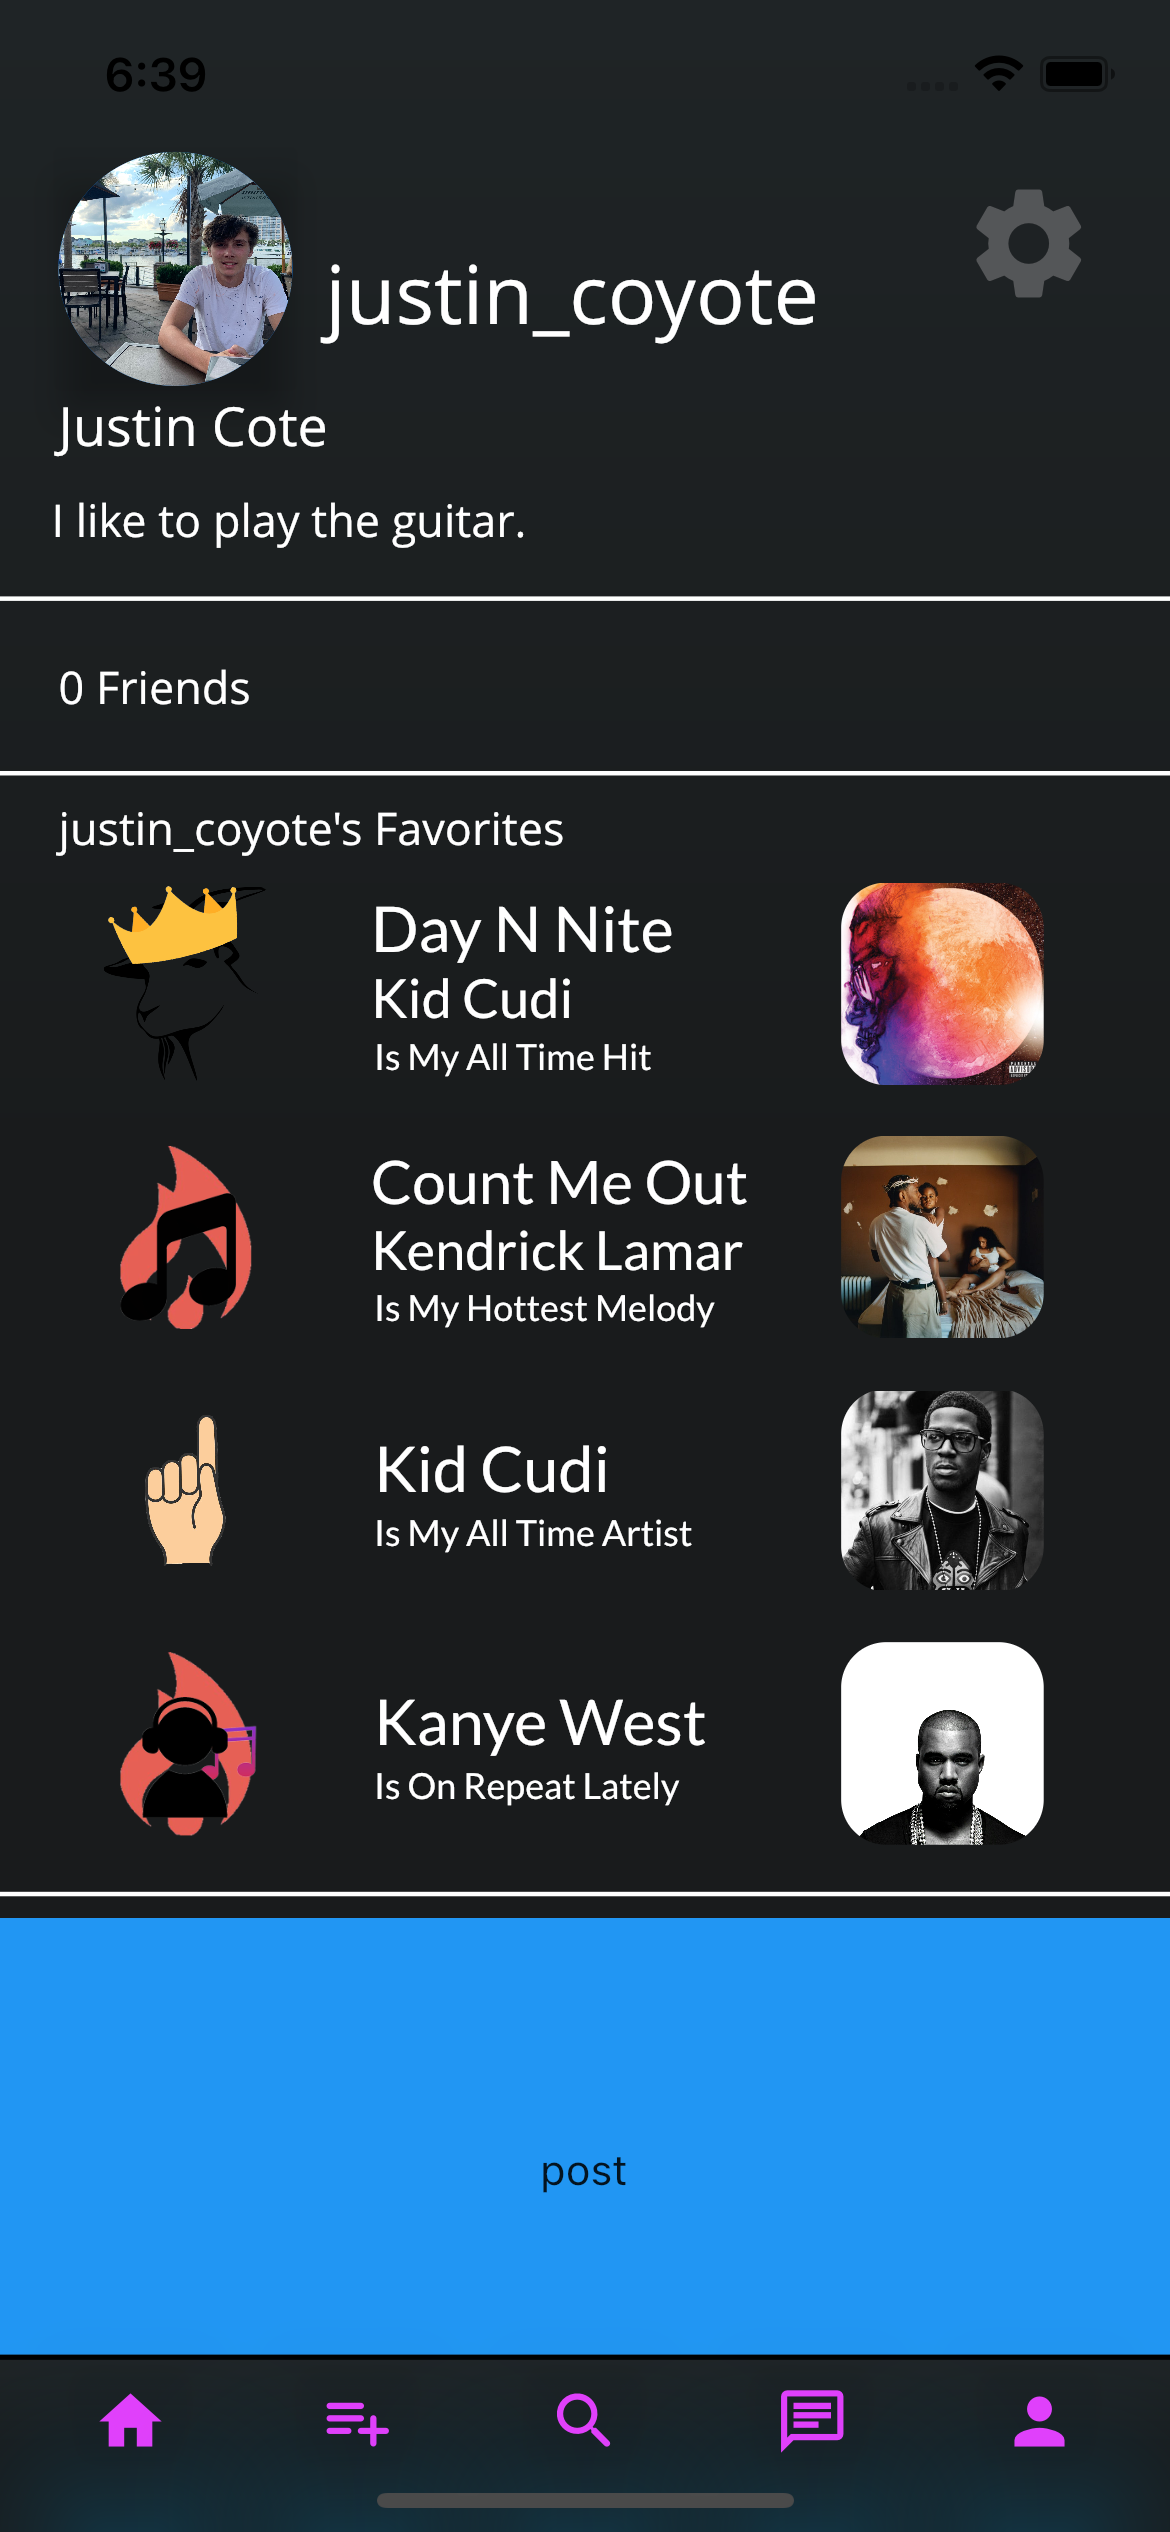 6:39
justin_coyote
Justin Cote
I like to play the guitar.
0 Friends
justin_coyote's Favorites
Day N Nite
Kid Cudi
Is My All Time Hit
Count Me Out
Kendrick Lamar
Is My Hottest Melody
Kid Cudi
Is My All Time Artist
Kanye West
Is On Repeat Lately
post